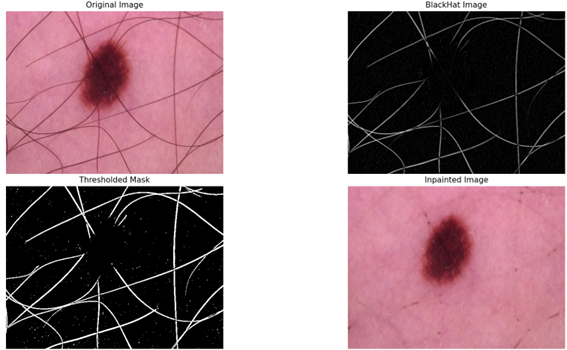 Original Image
BlackHat Image
Thresholded Mask
Inpainted Image